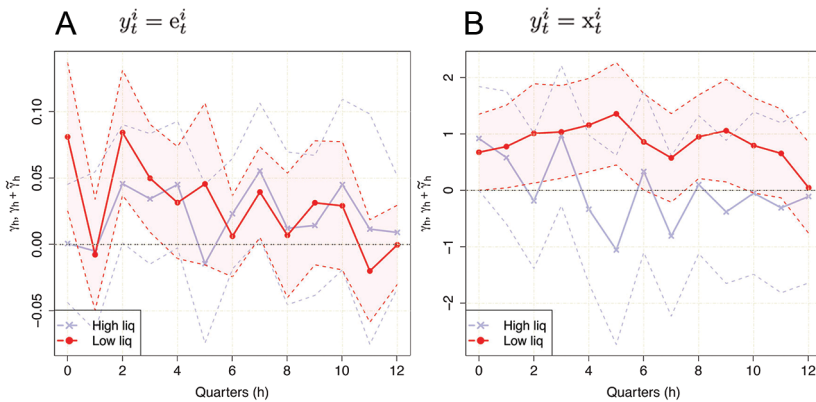 A
y_t^i = e_t^i
γ_h, γ_h + γ̃_h
0.10
0.05
0.00
−0.05
High liq
Low liq
0 2 4 6 8 10 12
Quarters (h)
B
y_t^i = x_t^i
γ_h, γ_h + γ̃_h
2
1
0
−1
−2
High liq
Low liq
0 2 4 6 8 10 12
Quarters (h)